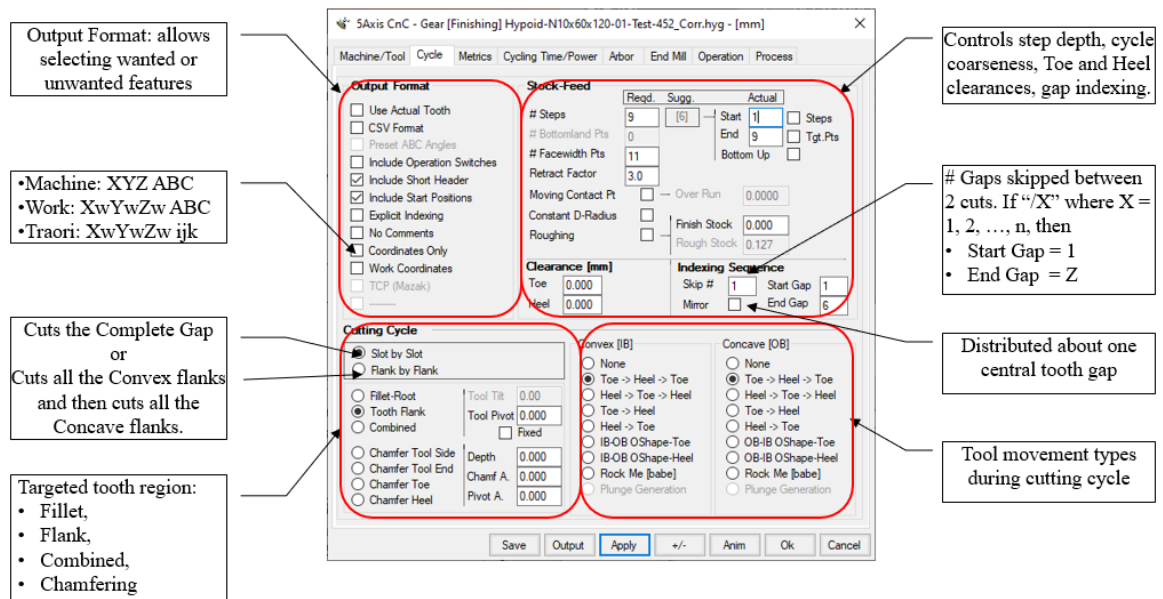 Output Format: allows
selecting wanted or
unwanted features
•Machine: XYZ ABC
•Work: XwYwZw ABC
•Traori: XwYwZw ijk
Cuts the Complete Gap
or
Cuts all the Convex flanks
and then cuts all the
Concave flanks.
Targeted tooth region:
• Fillet,
• Flank,
• Combined,
• Chamfering
5Axis CnC - Gear [Finishing] Hypoid-N10x60x120-01-Test-452_Corr.hyg - [mm]
Machine/Tool Cycle Metrics Cycling Time/Power Arbor End Mill Operation Process
Output Format
Use Actual Tooth
CSV Format
Preset ABC Angles
Include Operation Switches
Include Short Header
Include Start Positions
Explicit Indexing
No Comments
Coordinates Only
Work Coordinates
TCP (Mazak)
-------
Stock-Feed
Reqd. Sugg. Actual
# Steps 9 [6] Start 1 Steps
# Bottomland Pts 0 End 9 Tgt.Pts
# Facewidth Pts 11 Bottom Up
Retract Factor 3.0
Moving Contact Pt Over Run 0.0000
Constant D-Radius Finish Stock 0.000
Roughing Rough Stock 0.127
Clearance [mm]
Toe 0.000
Heel 0.000
Indexing Sequence
Skip # 1 Start Gap 1
Mirror End Gap 6
Cutting Cycle
Slot by Slot
Flank by Flank
Fillet-Root Tool Tilt 0.00
Tooth Flank Tool Pivot 0.000
Combined Fixed
Chamfer Tool Side Depth 0.000
Chamfer Tool End Chamf A. 0.000
Chamfer Toe Pivot A. 0.000
Chamfer Heel
Convex [IB]
None
Toe -> Heel -> Toe
Heel -> Toe -> Heel
Toe -> Heel
Heel -> Toe
IB-OB OShape-Toe
IB-OB OShape-Heel
Rock Me [babe]
Plunge Generation
Concave [OB]
None
Toe -> Heel -> Toe
Heel -> Toe -> Heel
Toe -> Heel
Heel -> Toe
OB-IB OShape-Toe
OB-IB OShape-Heel
Rock Me [babe]
Plunge Generation
Save Output Apply +/- Anim Ok Cancel
Controls step depth, cycle
coarseness, Toe and Heel
clearances, gap indexing.
# Gaps skipped between
2 cuts. If “/X” where X =
1, 2, …, n, then
• Start Gap = 1
• End Gap = Z
Distributed about one
central tooth gap
Tool movement types
during cutting cycle